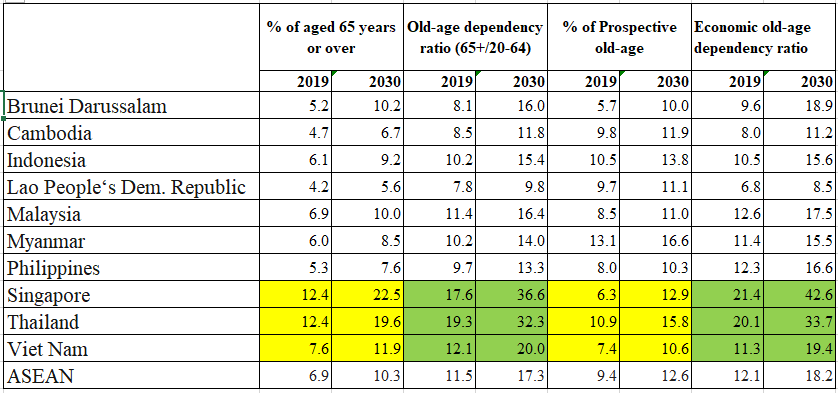 % of aged 65 years or over Old-age dependency ratio (65+/20-64) % of Prospective old-age Economic old-age dependency ratio
2019 2030 2019 2030 2019 2030 2019 2030
Brunei Darussalam 5.2 10.2 8.1 16.0 5.7 10.0 9.6 18.9
Cambodia 4.7 6.7 8.5 11.8 9.8 11.9 8.0 11.2
Indonesia 6.1 9.2 10.2 15.4 10.5 13.8 10.5 15.6
Lao People‘s Dem. Republic 4.2 5.6 7.8 9.8 9.7 11.1 6.8 8.5
Malaysia 6.9 10.0 11.4 16.4 8.5 11.0 12.6 17.5
Myanmar 6.0 8.5 10.2 14.0 13.1 16.6 11.4 15.5
Philippines 5.3 7.6 9.7 13.3 8.0 10.3 12.3 16.6
Singapore 12.4 22.5 17.6 36.6 6.3 12.9 21.4 42.6
Thailand 12.4 19.6 19.3 32.3 10.9 15.8 20.1 33.7
Viet Nam 7.6 11.9 12.1 20.0 7.4 10.6 11.3 19.4
ASEAN 6.9 10.3 11.5 17.3 9.4 12.6 12.1 18.2